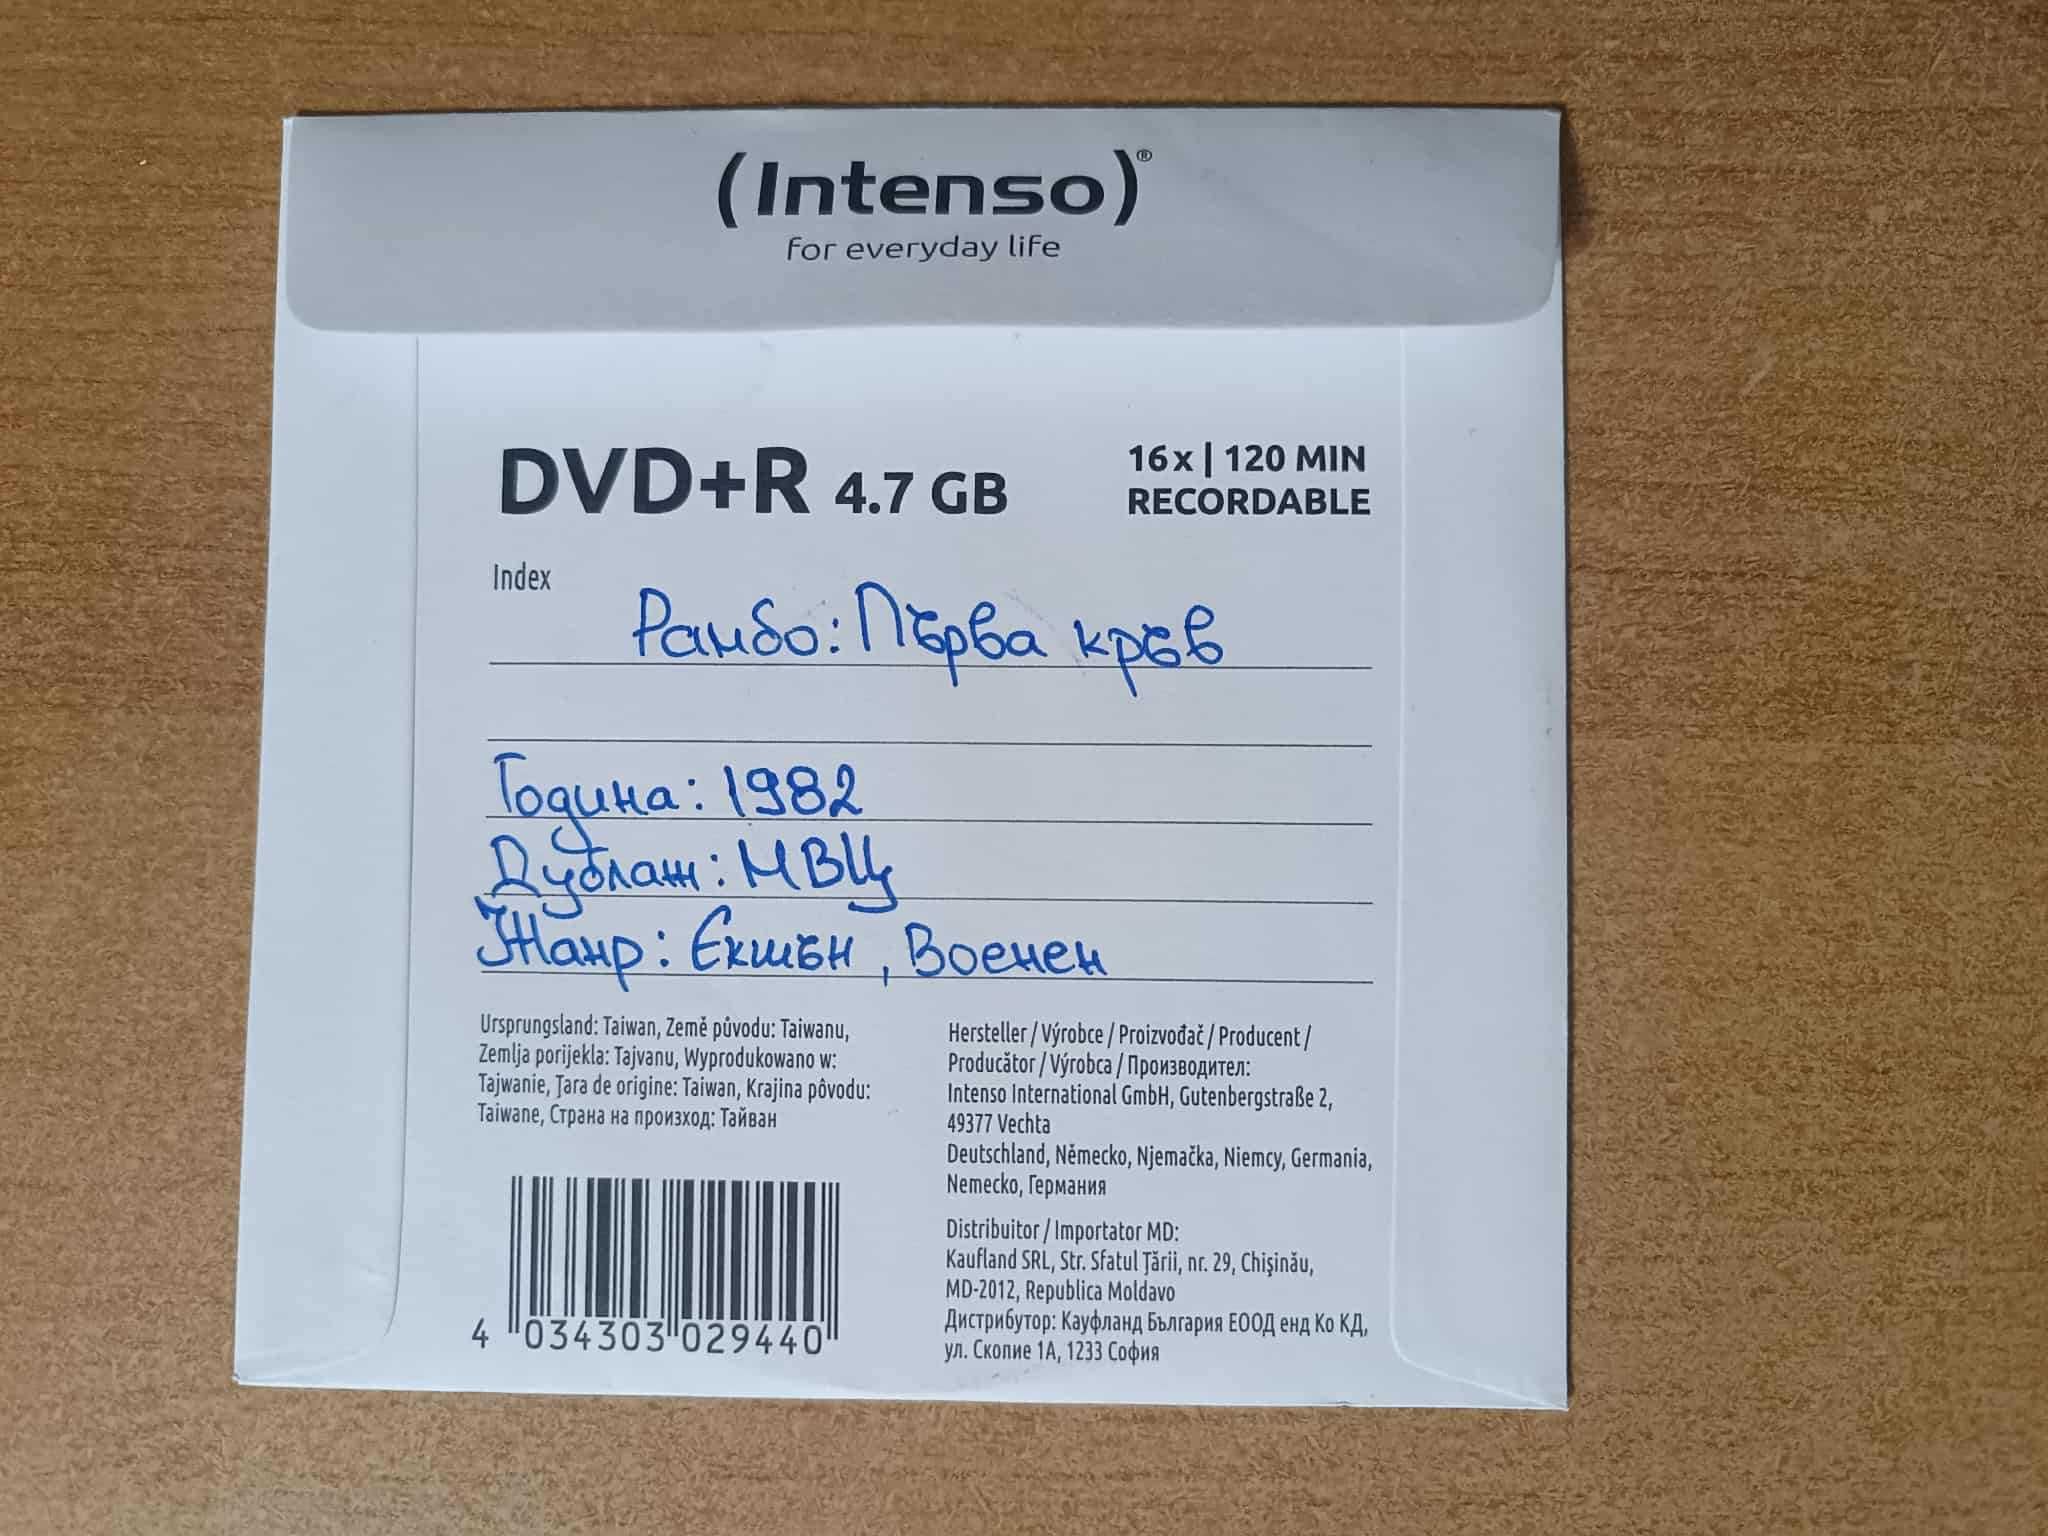 (Intenso)®
for everyday life
DVD+R 4.7 GB
16x | 120 MIN
RECORDABLE
Index
Рамбо: Първа кръв
Година: 1982
Дублаж: МВЦ
Жанр: Екшън, Военен
Ursprungsland: Taiwan, Země původu: Taiwanu,
Zemlja porijekla: Tajvanu, Wyprodukowano w:
Tajwanie, Țara de origine: Taiwan, Krajina pôvodu:
Taiwane, Страна на произход: Тайван
4 034303 029440
Hersteller / Výrobce / Proizvođač / Producent /
Producător / Výrobca / Производител:
Intenso International GmbH, Gutenbergstraße 2,
49377 Vechta
Deutschland, Německo, Njemačka, Niemcy, Germania,
Nemecko, Германия
Distribuitor / Importator MD:
Kaufland SRL, Str. Sfatul Țării, nr. 29, Chişinău,
MD-2012, Republica Moldavo
Дистрибутор: Кауфланд България ЕООД енд Ко КД,
ул. Скопие 1А, 1233 София